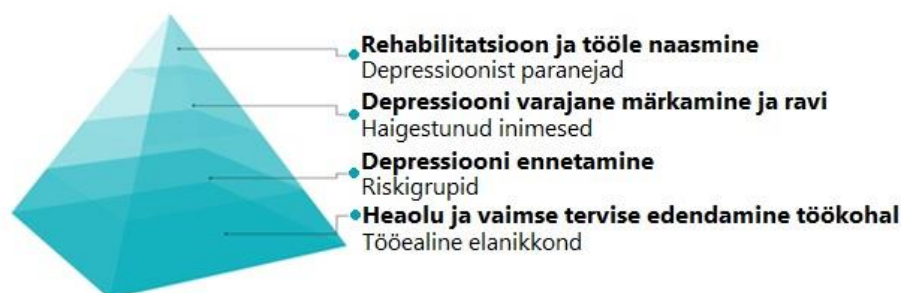 Rehabilitatsioon ja tööle naasmine
Depressioonist paranejad
Depressiooni varajane märkamine ja ravi
Haigestunud inimesed
Depressiooni ennetamine
Riskigrupid
Heaolu ja vaimse tervise edendamine töökohal
Tööealine elanikkond